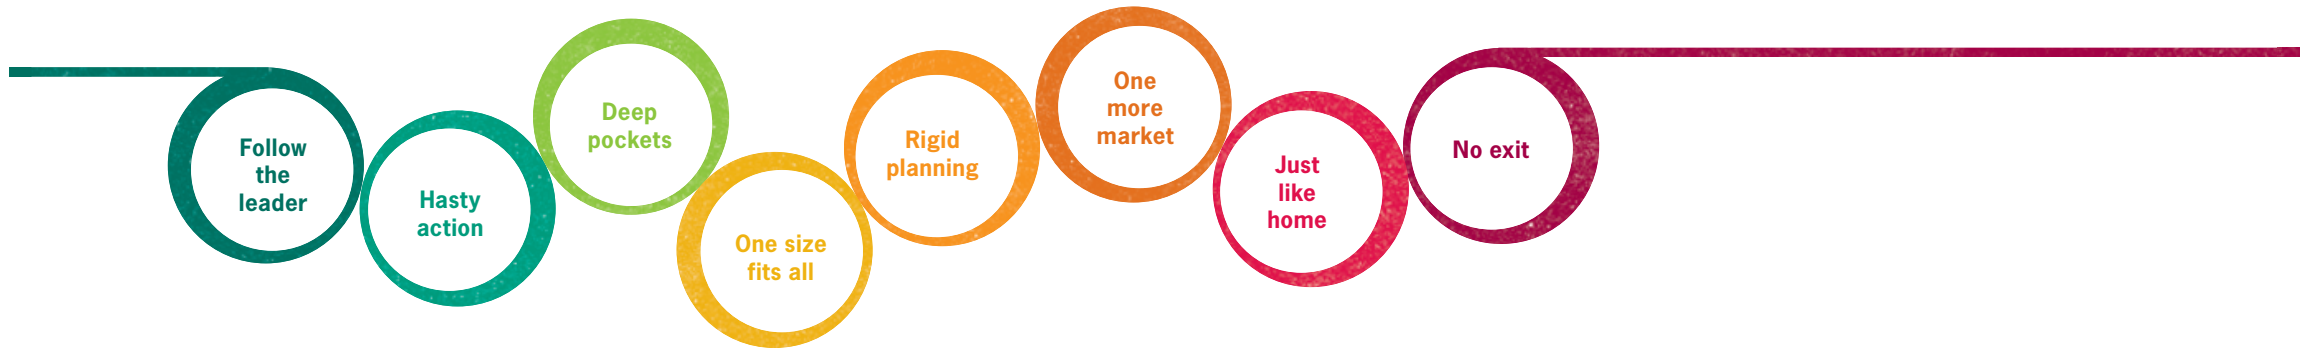 Follow
the
leader
Hasty
action
Deep
pockets
One size
fits all
Rigid
planning
One
more
market
Just
like
home
No exit